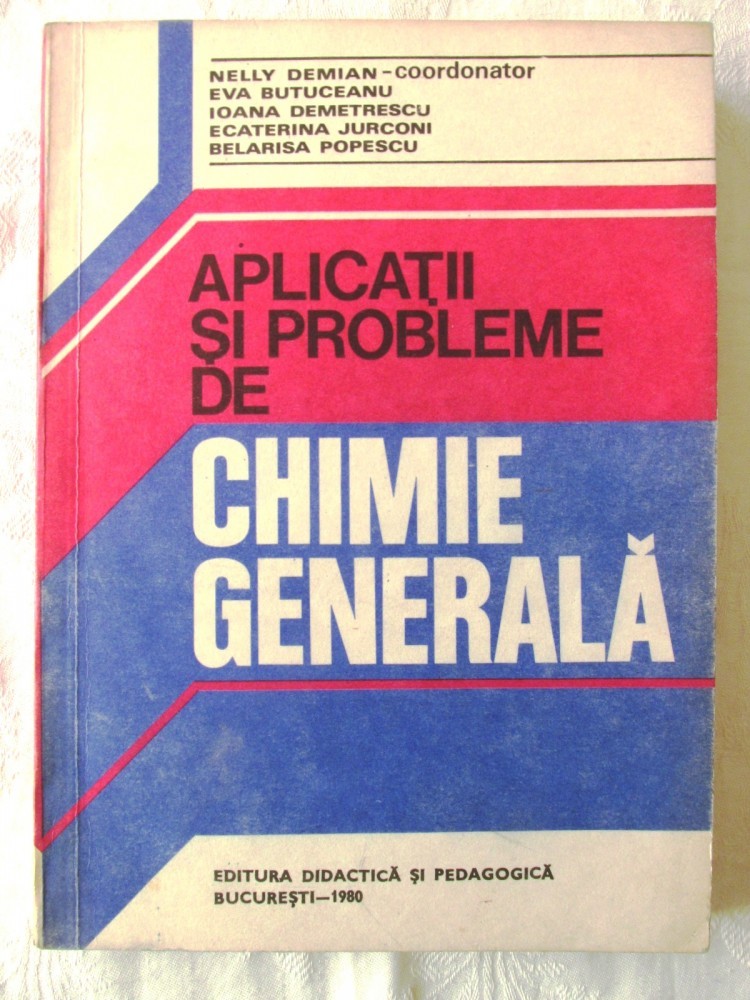 NELLY DEMIAN-coordonator
EVA BUTUCEANU
IOANA DEMETRESCU
ECATERINA JURCONI
BELARISA POPESCU
APLICAȚII
ȘI PROBLEME
DE
CHIMIE
GENERALĂ
EDITURA DIDACTICĂ ȘI PEDAGOGICĂ
BUCUREȘTI—1980